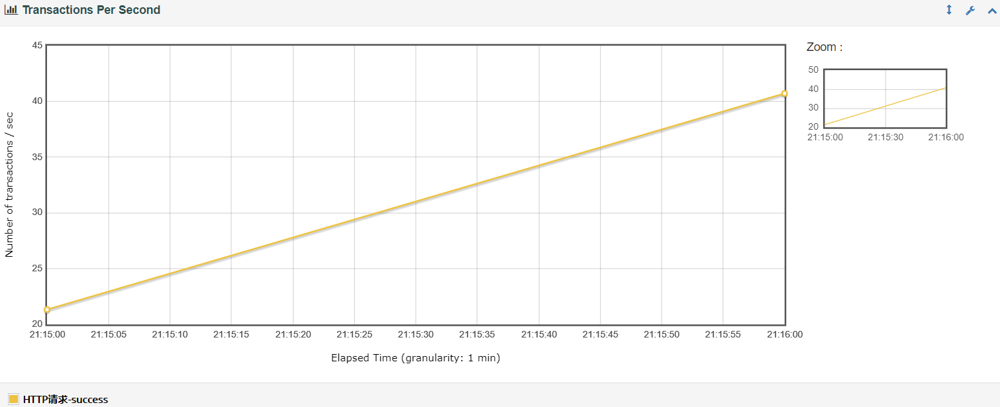 Transactions Per Second
45
40
35
30
25
20
Number of transactions / sec
21:15:00 21:15:05 21:15:10 21:15:15 21:15:20 21:15:25 21:15:30 21:15:35 21:15:40 21:15:45 21:15:50 21:15:55 21:16:00
Elapsed Time (granularity: 1 min)
Zoom :
50
40
30
20
21:15:00 21:15:30 21:16:00
HTTP请求-success